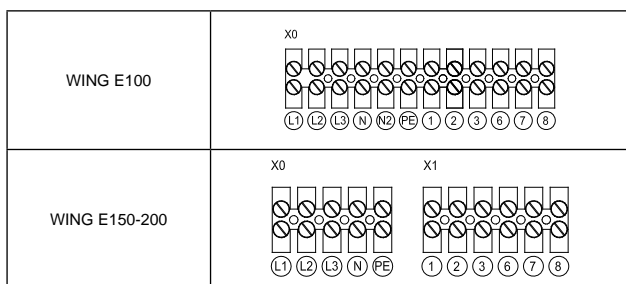 X0
WING E100
L1 L2 L3 N N2 PE 1 2 3 6 7 8
X0 X1
WING E150-200
L1 L2 L3 N PE 1 2 3 6 7 8